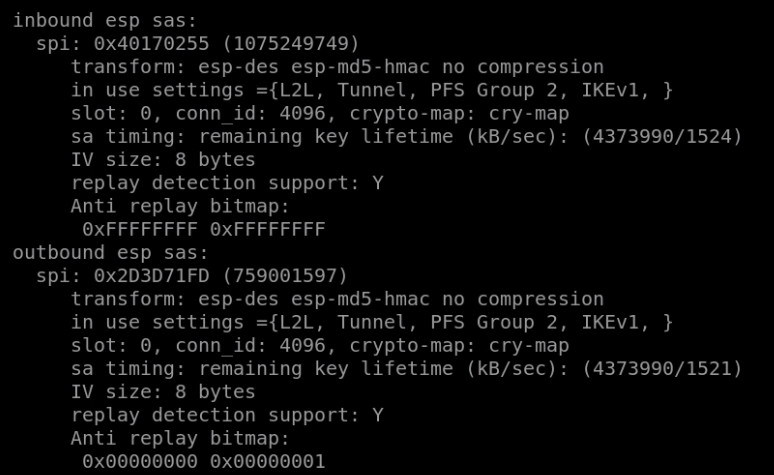 inbound esp sas:
spi: 0x40170255 (1075249749)
transform: esp-des esp-md5-hmac no compression
in use settings ={L2L, Tunnel, PFS Group 2, IKEv1, }
slot: 0, conn_id: 4096, crypto-map: cry-map
sa timing: remaining key lifetime (kB/sec): (4373990/1524)
IV size: 8 bytes
replay detection support: Y
Anti replay bitmap:
0xFFFFFFFF 0xFFFFFFFF
outbound esp sas:
spi: 0x2D3D71FD (759001597)
transform: esp-des esp-md5-hmac no compression
in use settings ={L2L, Tunnel, PFS Group 2, IKEv1, }
slot: 0, conn_id: 4096, crypto-map: cry-map
sa timing: remaining key lifetime (kB/sec): (4373990/1521)
IV size: 8 bytes
replay detection support: Y
Anti replay bitmap:
0x00000000 0x00000001